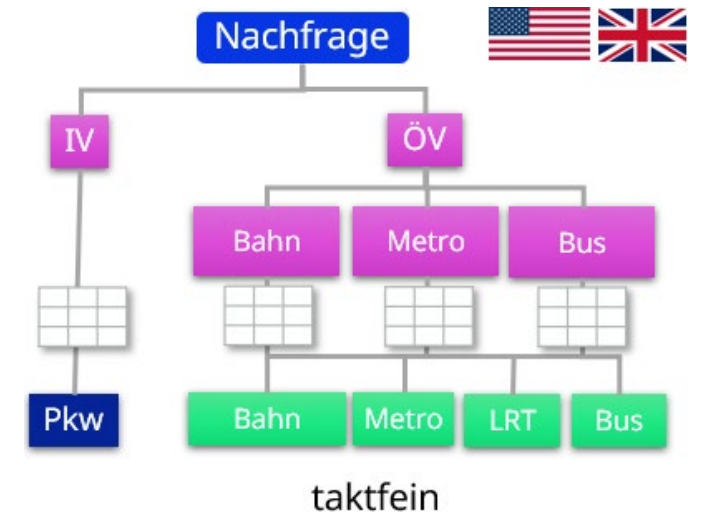 Nachfrage
IV
ÖV
Bahn
Metro
Bus
Pkw
Bahn
Metro
LRT
Bus
taktfein